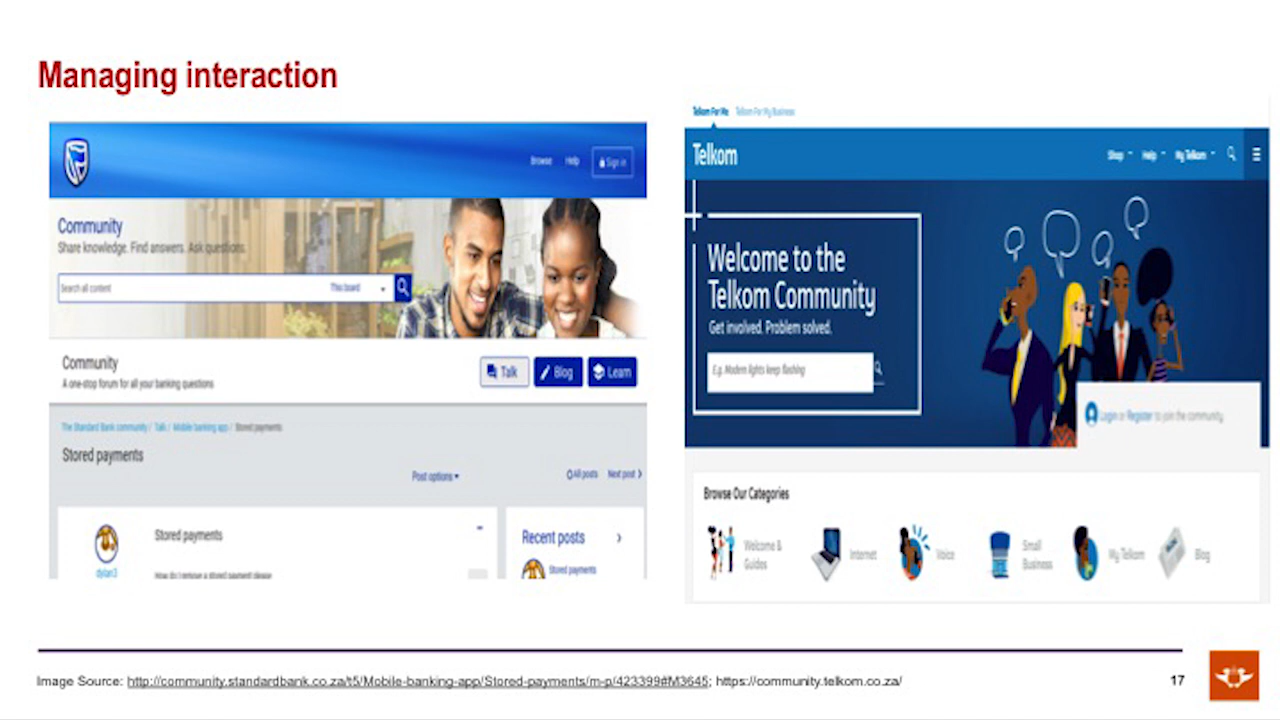 Managing interaction
Browse Help Sign in
Community
Share knowledge. Find answers. Ask questions.
Search all content This board
Community
A one-stop forum for all your banking questions
Talk Blog Learn
The Standard Bank community / Talk / Mobile banking app / Stored payments
Stored payments
Post options All posts Next post
Stored payments
dylan3
How do I remove a stored payment please
Recent posts
Stored payments
Telkom For Me Telkom For My Business
Telkom Shop Help My Telkom
Welcome to the
Telkom Community
Get involved. Problem solved.
E.g. Modem lights keep flashing
Login or Register to join the community.
Browse Our Categories
Welcome & Guides
Internet
Voice
Small Business
My Telkom
Blog
Image Source: http://community.standardbank.co.za/t5/Mobile-banking-app/Stored-payments/m-p/423399#M3645; https://community.telkom.co.za/
17